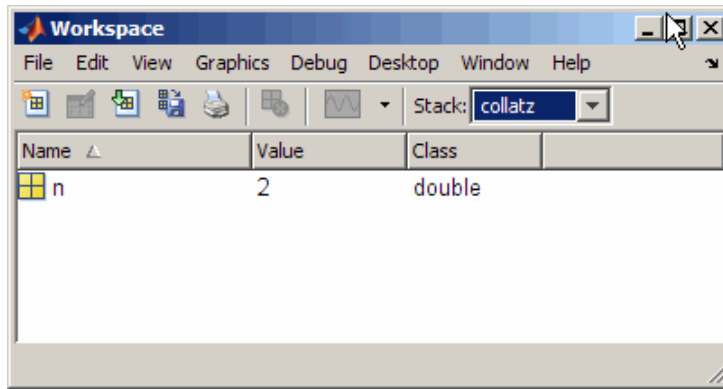 Workspace
File Edit View Graphics Debug Desktop Window Help
Stack: collatz
Name Value Class
n 2 double